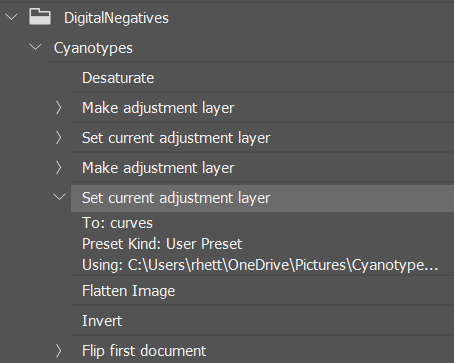 DigitalNegatives
Cyanotypes
Desaturate
Make adjustment layer
Set current adjustment layer
Make adjustment layer
Set current adjustment layer
To: curves
Preset Kind: User Preset
Using: C:\Users\rhett\OneDrive\Pictures\Cyanotype...
Flatten Image
Invert
Flip first document